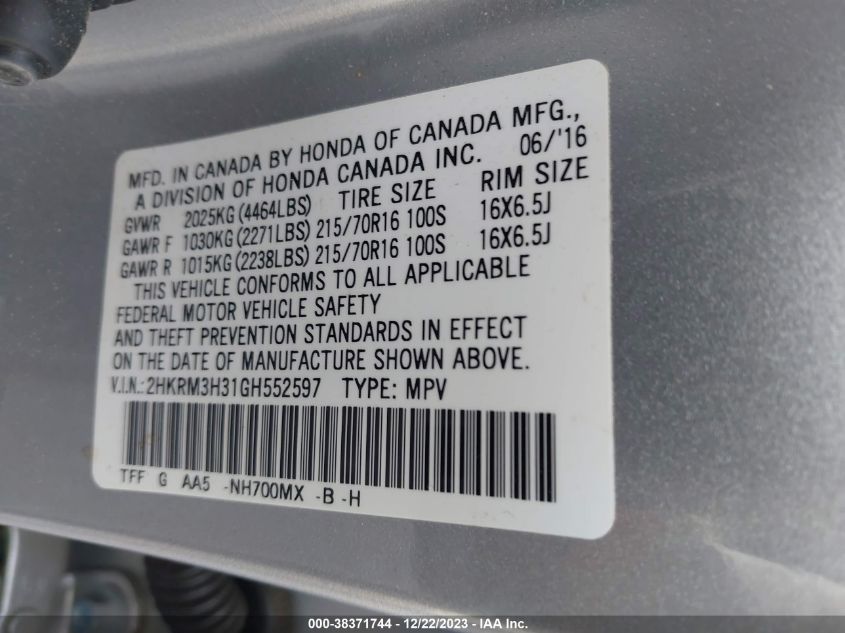 MFD. IN CANADA BY HONDA OF CANADA MFG.,
A DIVISION OF HONDA CANADA INC. 06/'16
GVWR 2025KG (4464LBS) TIRE SIZE RIM SIZE
GAWR F 1030KG (2271LBS) 215/70R16 100S 16X6.5J
GAWR R 1015KG (2238LBS) 215/70R16 100S 16X6.5J
THIS VEHICLE CONFORMS TO ALL APPLICABLE
FEDERAL MOTOR VEHICLE SAFETY
AND THEFT PREVENTION STANDARDS IN EFFECT
ON THE DATE OF MANUFACTURE SHOWN ABOVE.
V.I.N.: 2HKRM3H31GH552597 TYPE: MPV
TFF G AA5 -NH700MX -B -H
000-38371744 - 12/22/2023 - IAA Inc.